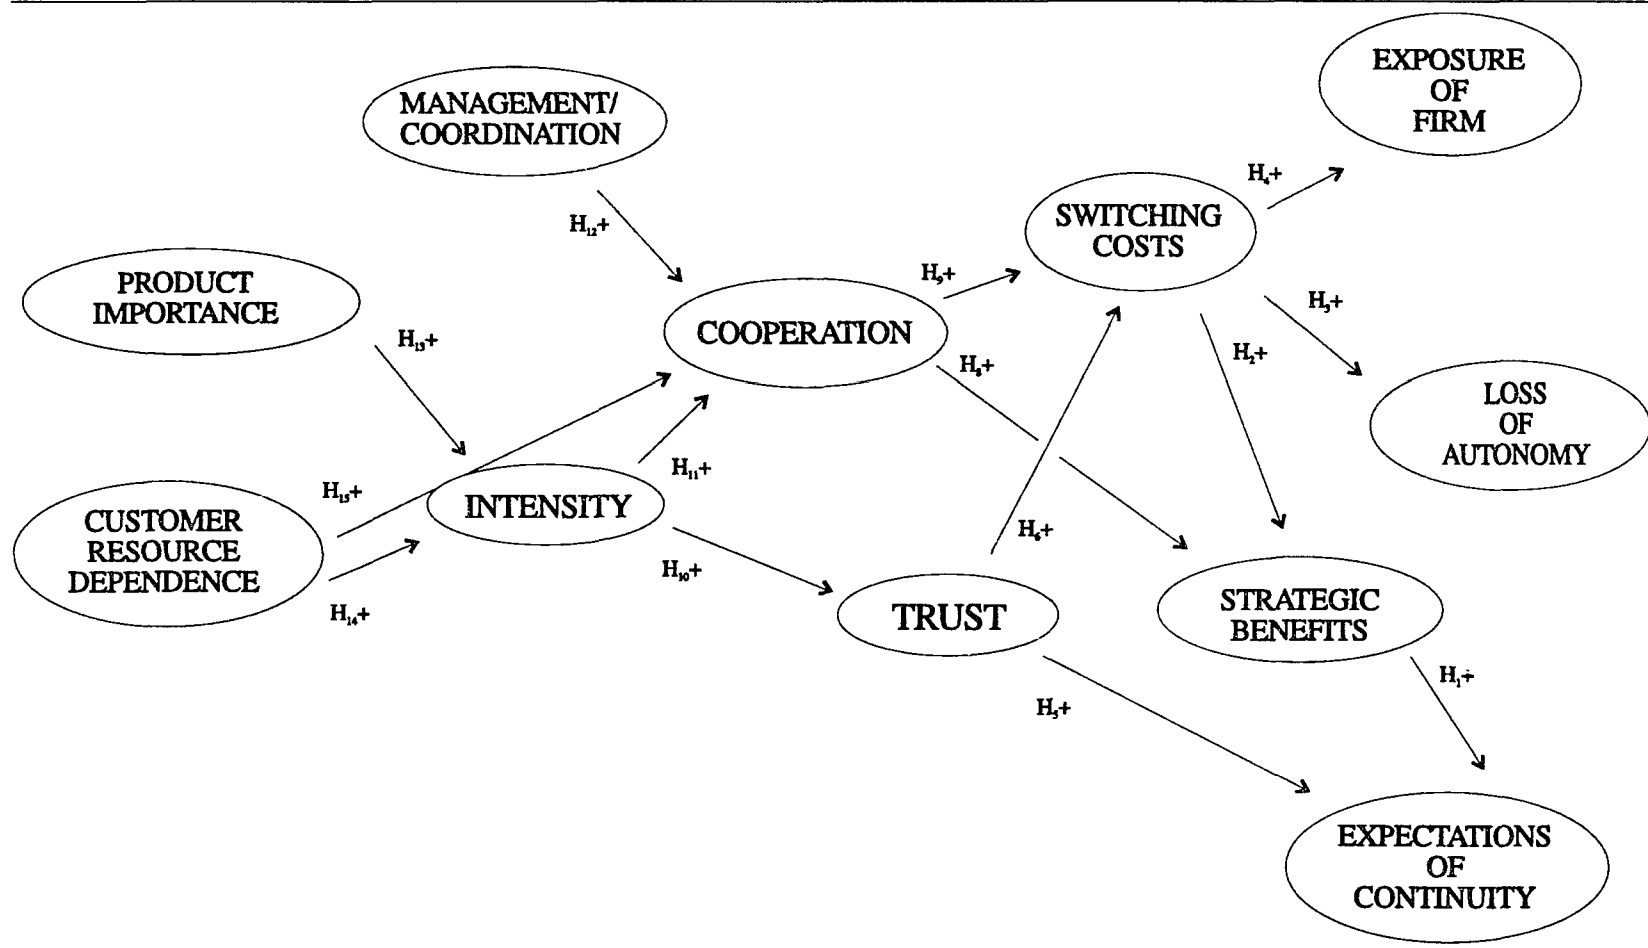 EXPOSURE
OF
FIRM
MANAGEMENT/
COORDINATION
H₄+
SWITCHING
COSTS
H₁₂+
PRODUCT
IMPORTANCE
H₉+
H₃+
COOPERATION
H₁₃+
H₈+
H₂+
LOSS
OF
AUTONOMY
H₁₁+
H₁₅+
INTENSITY
CUSTOMER
RESOURCE
DEPENDENCE
H₆+
H₁₀+
H₁₄+
TRUST
STRATEGIC
BENEFITS
H₁+
H₅+
EXPECTATIONS
OF
CONTINUITY